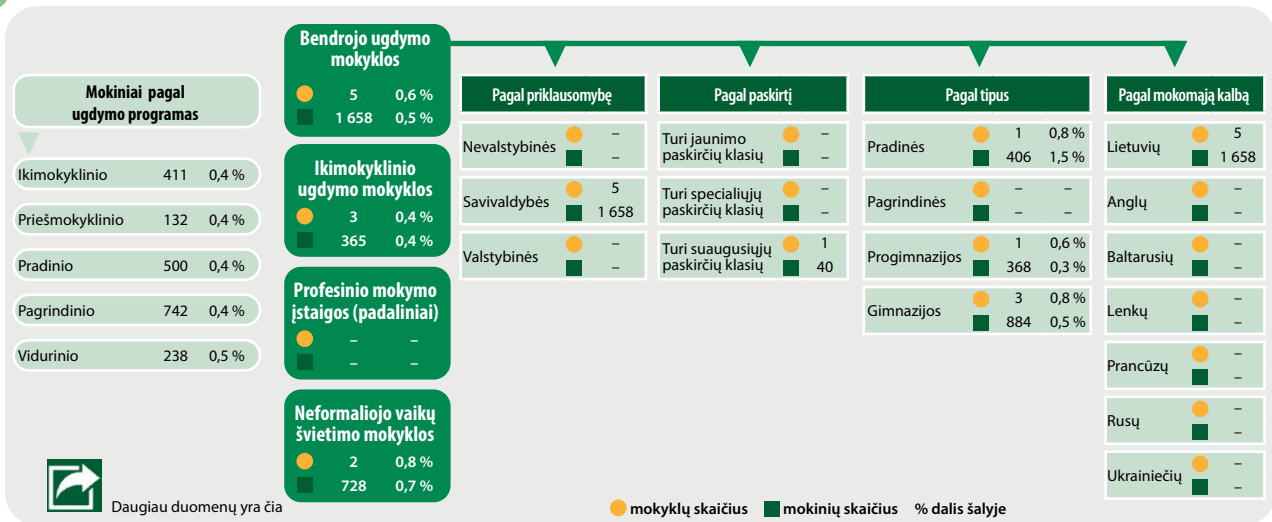 Mokiniai pagal
ugdymo programas
Ikimokyklinio 411 0,4 %
Priešmokyklinio 132 0,4 %
Pradinio 500 0,4 %
Pagrindinio 742 0,4 %
Vidurinio 238 0,5 %
Bendrojo ugdymo
mokyklos
5 0,6 %
1 658 0,5 %
Ikimokyklinio
ugdymo mokyklos
3 0,4 %
365 0,4 %
Profesinio mokymo
įstaigos (padaliniai)
– –
– –
Neformaliojo vaikų
švietimo mokyklos
2 0,8 %
728 0,7 %
Pagal priklausomybę
Nevalstybinės –
–
Savivaldybės 5
1 658
Valstybinės –
–
Pagal paskirtį
Turi jaunimo
paskirčių klasių
–
–
Turi specialiųjų
paskirčių klasių
–
–
Turi suaugusiųjų
paskirčių klasių
1
40
Pagal tipus
Pradinės 1 0,8 %
406 1,5 %
Pagrindinės – –
– –
Progimnazijos 1 0,6 %
368 0,3 %
Gimnazijos 3 0,8 %
884 0,5 %
Pagal mokomąją kalbą
Lietuvių 5
1 658
Anglų –
–
Baltarusių –
–
Lenkų –
–
Prancūzų –
–
Rusų –
–
Ukrainiečių –
–
Daugiau duomenų yra čia
mokyklų skaičius mokinių skaičius % dalis šalyje